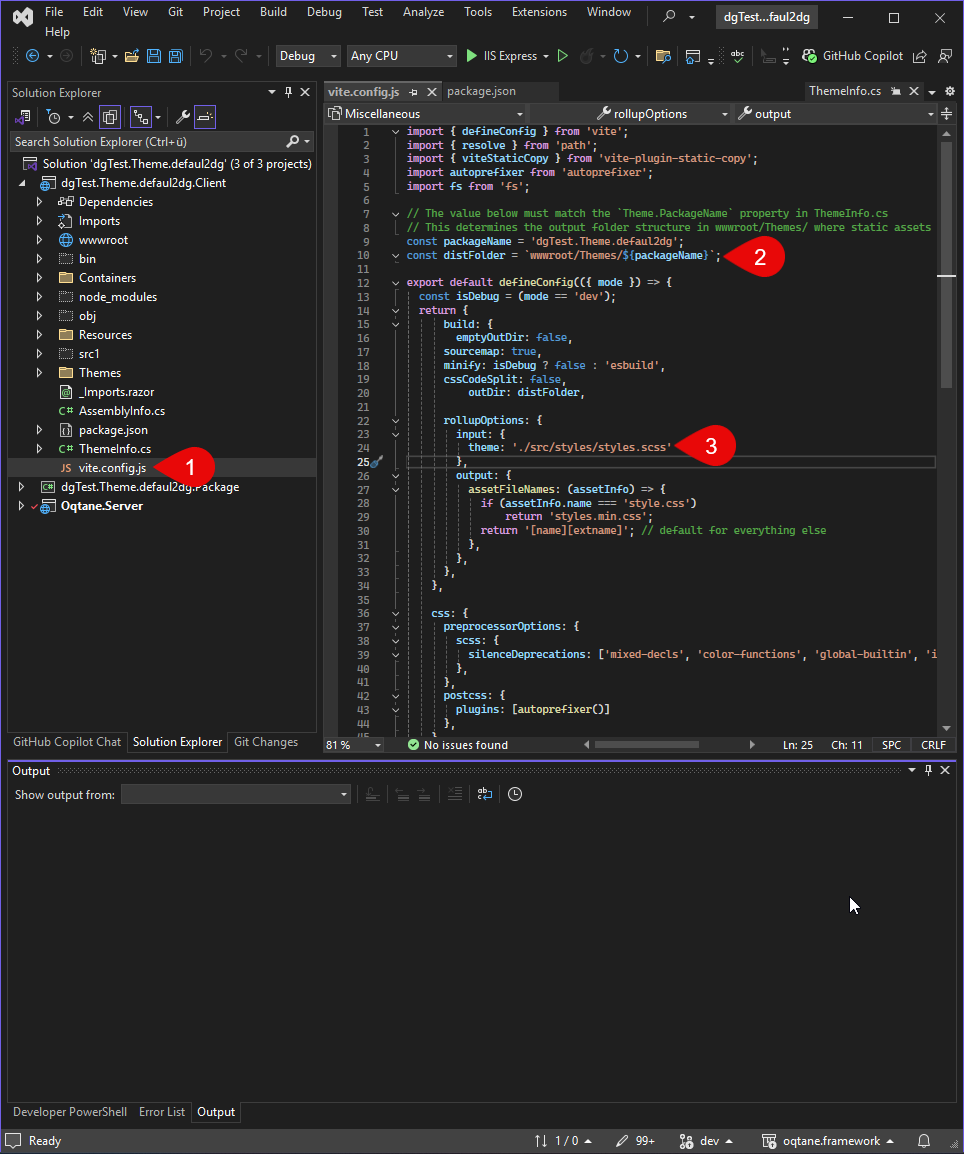 File Edit View Git Project Build Debug Test Analyze Tools Extensions Window
dgTest...faul2dg
Help
Debug Any CPU IIS Express GitHub Copilot
Solution Explorer
Search Solution Explorer (Ctrl+ü)
Solution 'dgTest.Theme.defaul2dg' (3 of 3 projects)
dgTest.Theme.defaul2dg.Client
Dependencies
Imports
wwwroot
bin
Containers
node_modules
obj
Resources
src1
Themes
_Imports.razor
C# AssemblyInfo.cs
package.json
C# ThemeInfo.cs
JS vite.config.js
1
C# dgTest.Theme.defaul2dg.Package
Oqtane.Server
GitHub Copilot Chat Solution Explorer Git Changes
vite.config.js package.json ThemeInfo.cs
Miscellaneous rollupOptions output
1 import { defineConfig } from 'vite';
2 import { resolve } from 'path';
3 import { viteStaticCopy } from 'vite-plugin-static-copy';
4 import autoprefixer from 'autoprefixer';
5 import fs from 'fs';
6
7 // The value below must match the `Theme.PackageName` property in ThemeInfo.cs
8 // This determines the output folder structure in wwwroot/Themes/ where static assets
9 const packageName = 'dgTest.Theme.defaul2dg';
10 const distFolder = `wwwroot/Themes/${packageName}`;
2
11
12 export default defineConfig(({ mode }) => {
13 const isDebug = (mode == 'dev');
14 return {
15 build: {
16 emptyOutDir: false,
17 sourcemap: true,
18 minify: isDebug ? false : 'esbuild',
19 cssCodeSplit: false,
20 outDir: distFolder,
21
22 rollupOptions: {
23 input: {
24 theme: './src/styles/styles.scss'
3
25 },
26 output: {
27 assetFileNames: (assetInfo) => {
28 if (assetInfo.name === 'style.css')
29 return 'styles.min.css';
30 return '[name][extname]'; // default for everything else
31 },
32 },
33 },
34 },
35
36 css: {
37 preprocessorOptions: {
38 scss: {
39 silenceDeprecations: ['mixed-decls', 'color-functions', 'global-builtin', 'i
40 },
41 },
42 postcss: {
43 plugins: [autoprefixer()]
44 },
45 }
81 % No issues found Ln: 25 Ch: 11 SPC CRLF
Output
Show output from:
Developer PowerShell Error List Output
Ready 1 / 0 99+ dev oqtane.framework